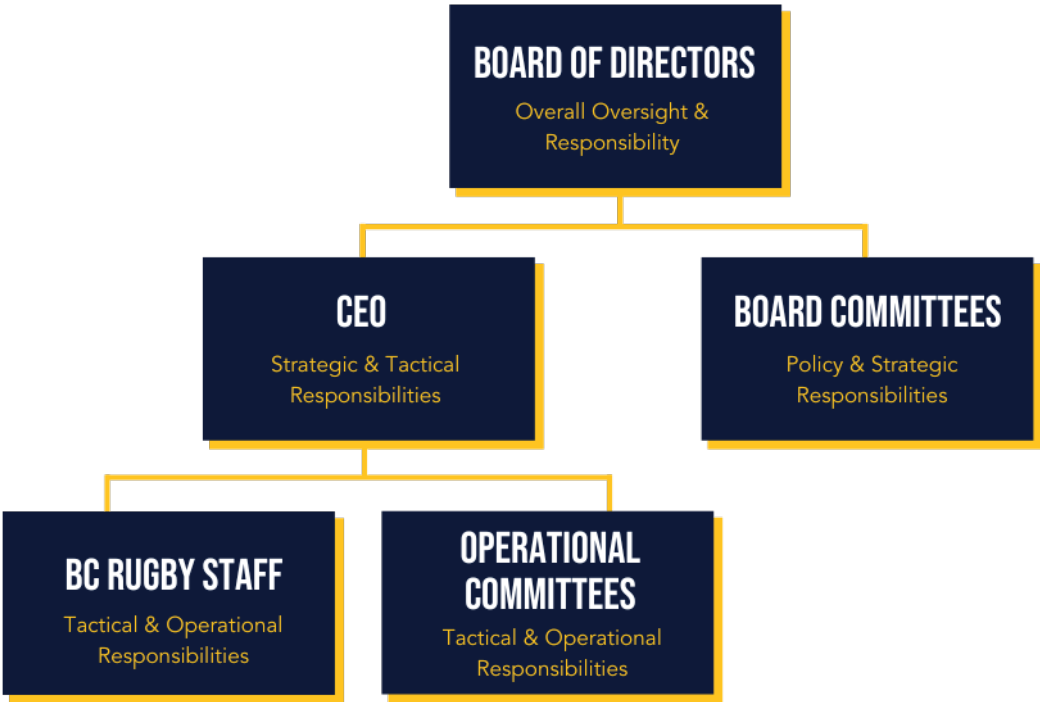 BOARD OF DIRECTORS
Overall Oversight &
Responsibility
CEO
Strategic & Tactical
Responsibilities
BOARD COMMITTEES
Policy & Strategic
Responsibilities
BC RUGBY STAFF
Tactical & Operational
Responsibilities
OPERATIONAL
COMMITTEES
Tactical & Operational
Responsibilities